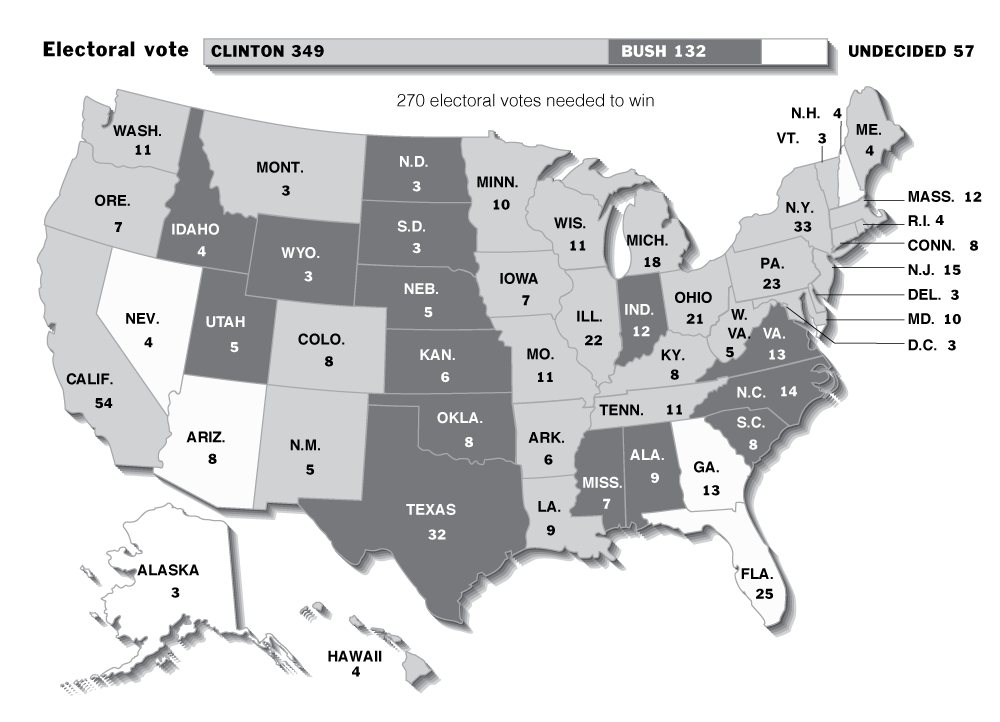 Electoral vote CLINTON 349 BUSH 132 UNDECIDED 57
270 electoral votes needed to win
N.H. 4
VT. 3
WASH.
11
ME.
4
MONT.
3
N.D.
3
MINN.
10
ORE.
7
IDAHO
4
S.D.
3
WIS.
11
MICH.
18
N.Y.
33
MASS. 12
R.I. 4
CONN. 8
WYO.
3
PA.
23
N.J. 15
IOWA
7
NEB.
5
OHIO
21
IND.
12
ILL.
22
DEL. 3
W.
VA.
5
MD. 10
NEV.
4
UTAH
5
COLO.
8
VA.
13
D.C. 3
KAN.
6
MO.
11
KY.
8
CALIF.
54
N.C. 14
TENN. 11
OKLA.
8
S.C.
8
ARIZ.
8
N.M.
5
ARK.
6
ALA.
9
GA.
13
MISS.
7
TEXAS
32
LA.
9
ALASKA
3
FLA.
25
HAWAII
4